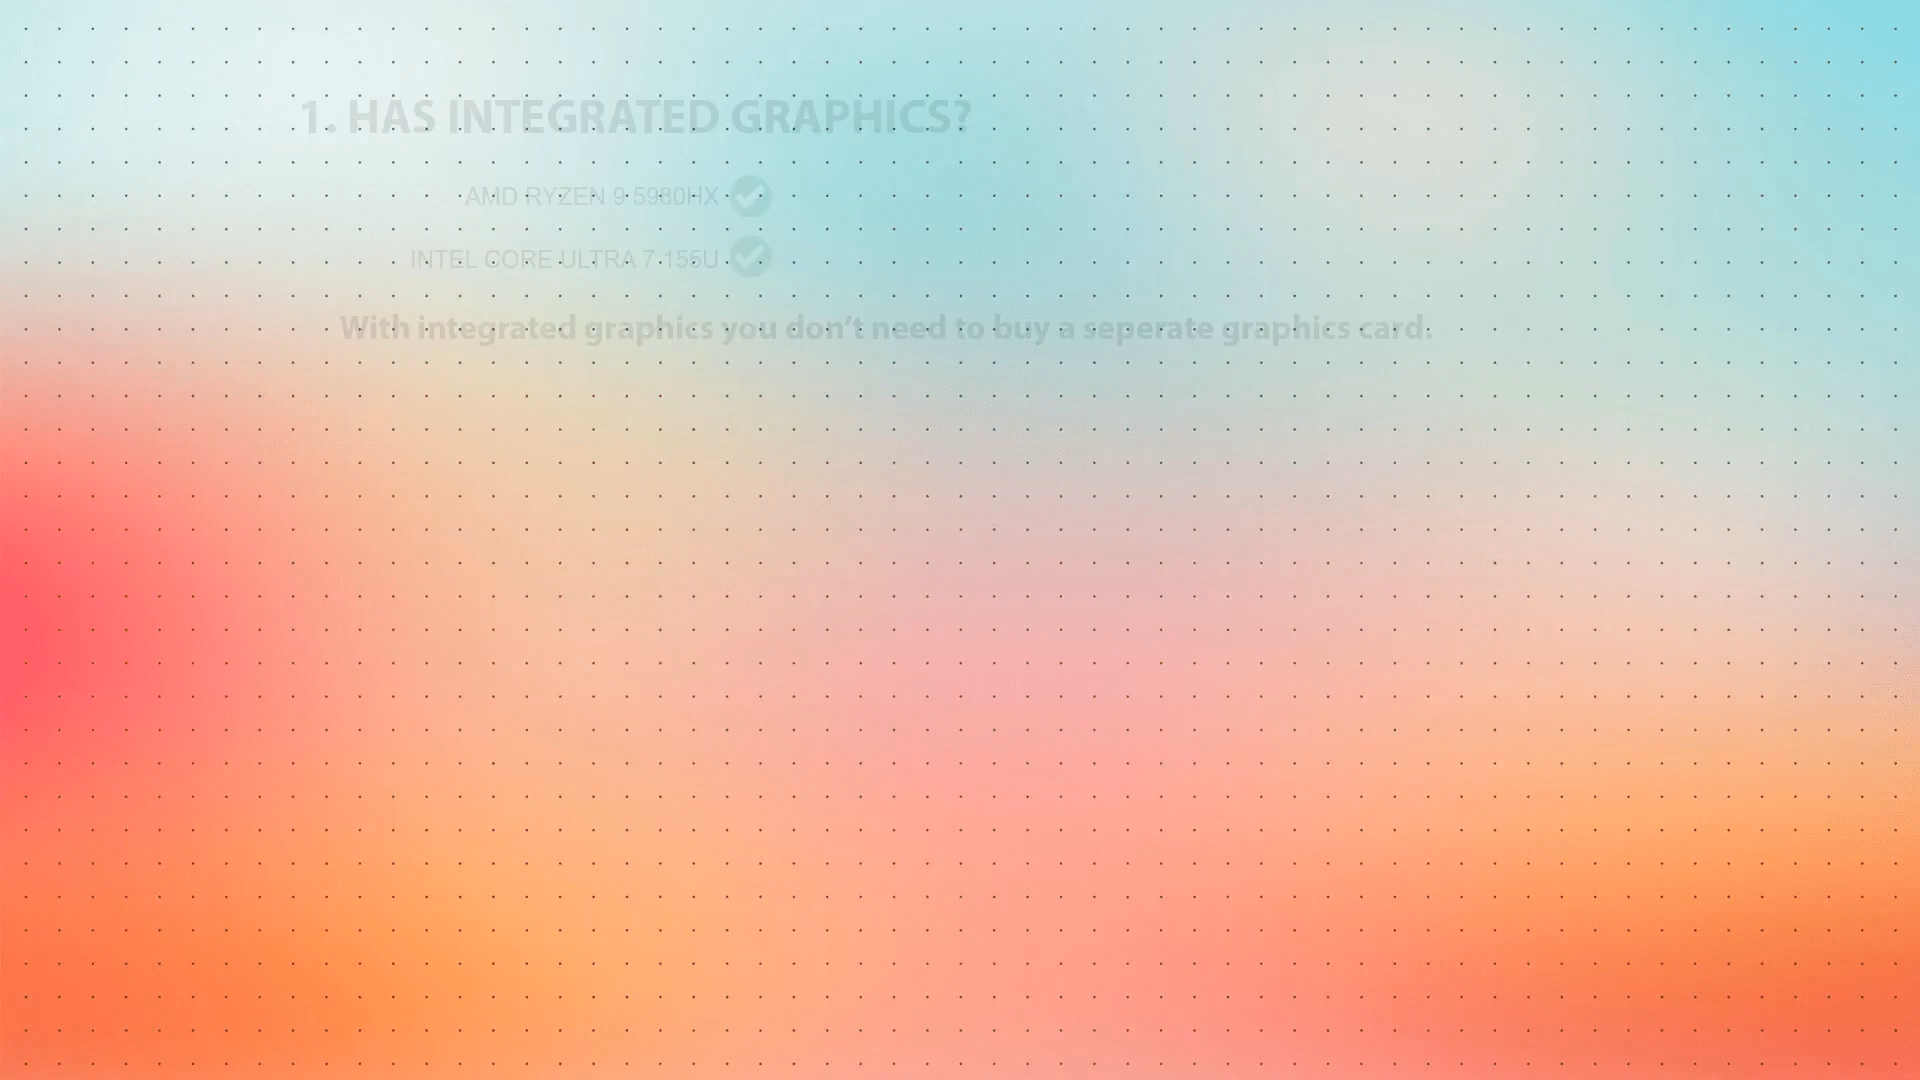 1. HAS INTEGRATED GRAPHICS?
AMD RYZEN 9 5980HX
INTEL CORE ULTRA 7 155U
With integrated graphics you don’t need to buy a seperate graphics card.